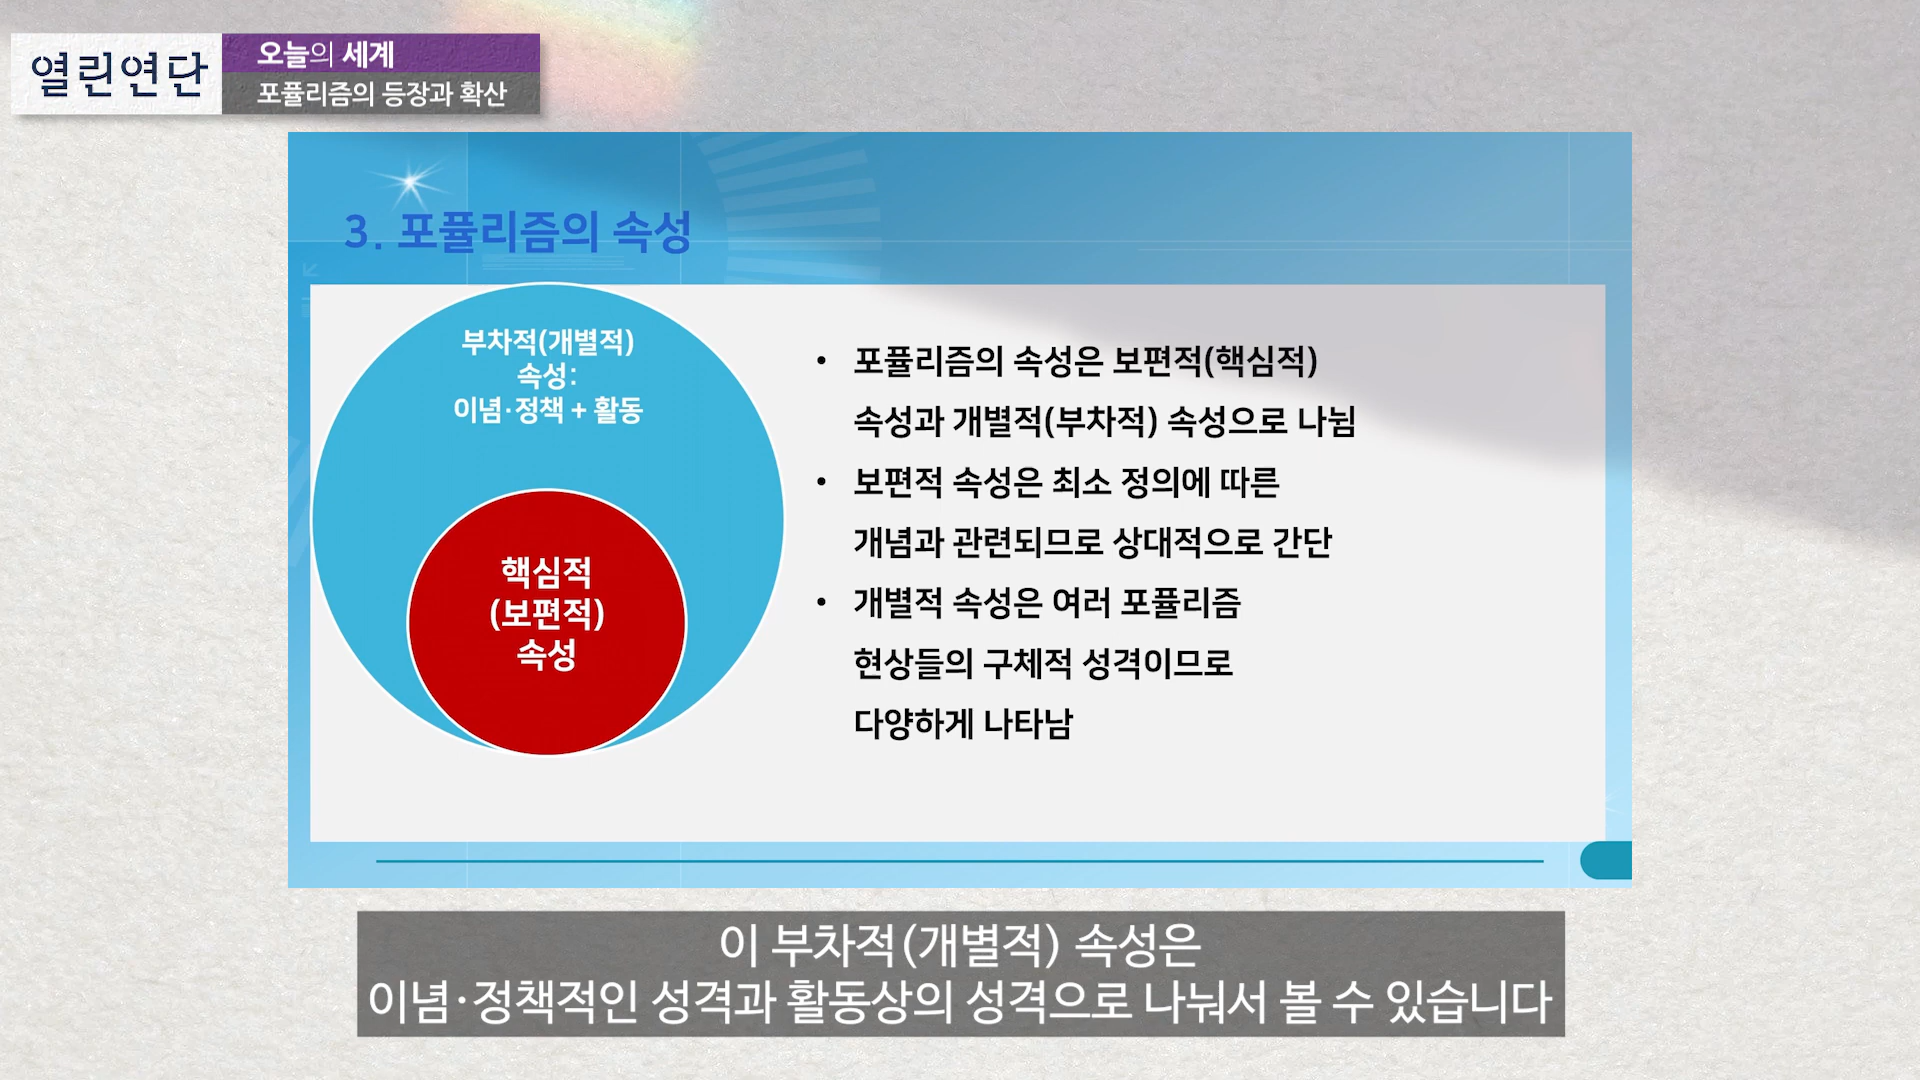 열린연단
오늘의 세계
포퓰리즘의 등장과 확산
3. 포퓰리즘의 속성
부차적(개별적)
속성:
이념·정책 + 활동
핵심적
(보편적)
속성
• 포퓰리즘의 속성은 보편적(핵심적)
속성과 개별적(부차적) 속성으로 나뉨
• 보편적 속성은 최소 정의에 따른
개념과 관련되므로 상대적으로 간단
• 개별적 속성은 여러 포퓰리즘
현상들의 구체적 성격이므로
다양하게 나타남
이 부차적(개별적) 속성은
이념·정책적인 성격과 활동상의 성격으로 나눠서 볼 수 있습니다